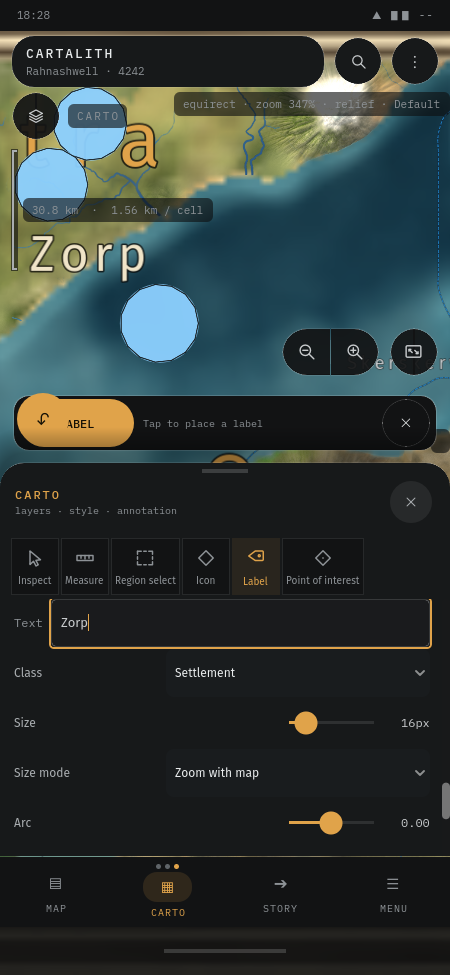 18:28
--
CARTALITH
Rahnashwell · 4242
equirect · zoom 347% · relief · Default
CARTO
30.8 km · 1.56 km / cell
Zorp
ABEL
Tap to place a label
CARTO
layers · style · annotation
Inspect
Measure
Region select
Icon
Label
Point of interest
Text
Zorp
Class
Settlement
Size
16px
Size mode
Zoom with map
Arc
0.00
MAP
CARTO
STORY
MENU